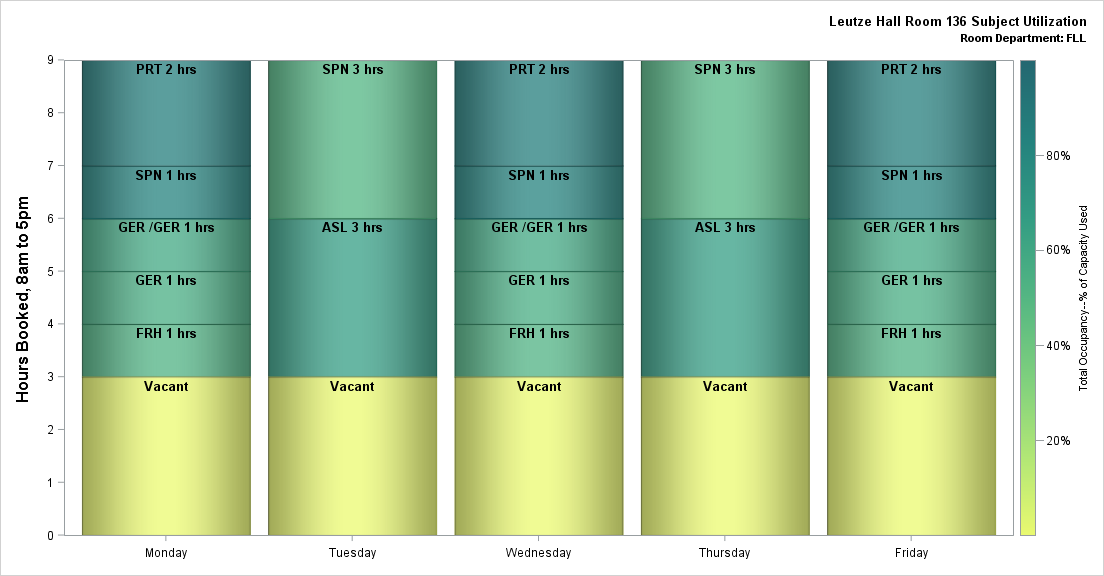 Leutze Hall Room 136 Subject Utilization
Room Department: FLL
Hours Booked, 8am to 5pm
9
8
7
6
5
4
3
2
1
0
PRT 2 hrs
SPN 1 hrs
GER /GER 1 hrs
GER 1 hrs
FRH 1 hrs
Vacant
Monday
SPN 3 hrs
ASL 3 hrs
Vacant
Tuesday
PRT 2 hrs
SPN 1 hrs
GER /GER 1 hrs
GER 1 hrs
FRH 1 hrs
Vacant
Wednesday
SPN 3 hrs
ASL 3 hrs
Vacant
Thursday
PRT 2 hrs
SPN 1 hrs
GER /GER 1 hrs
GER 1 hrs
FRH 1 hrs
Vacant
Friday
80%
60%
40%
20%
Total Occupancy--% of Capacity Used